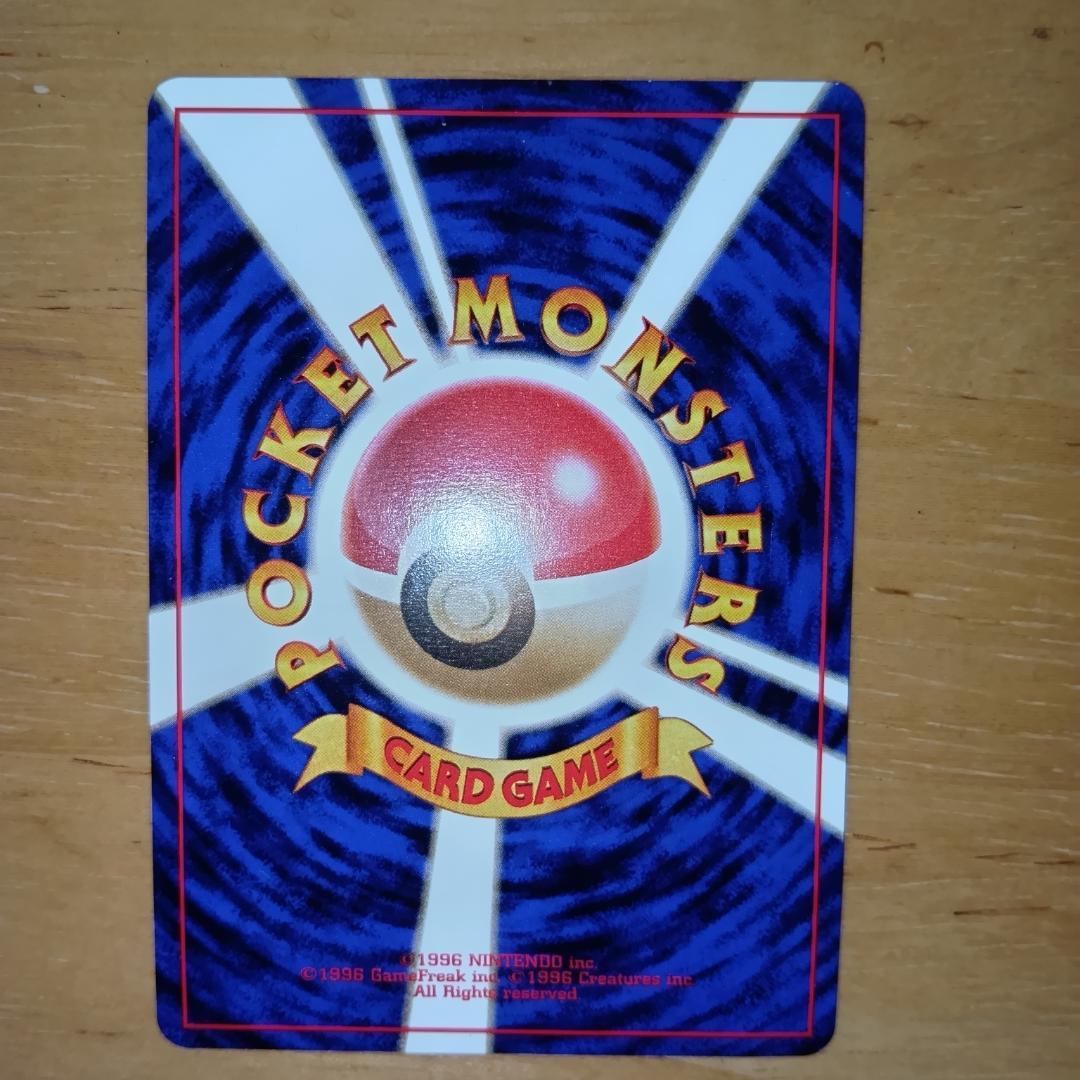 POCKET MONSTERS
CARD GAME
©1996 NINTENDO inc.
©1996 GameFreak inc. ©1996 Creatures inc.
All Rights reserved.